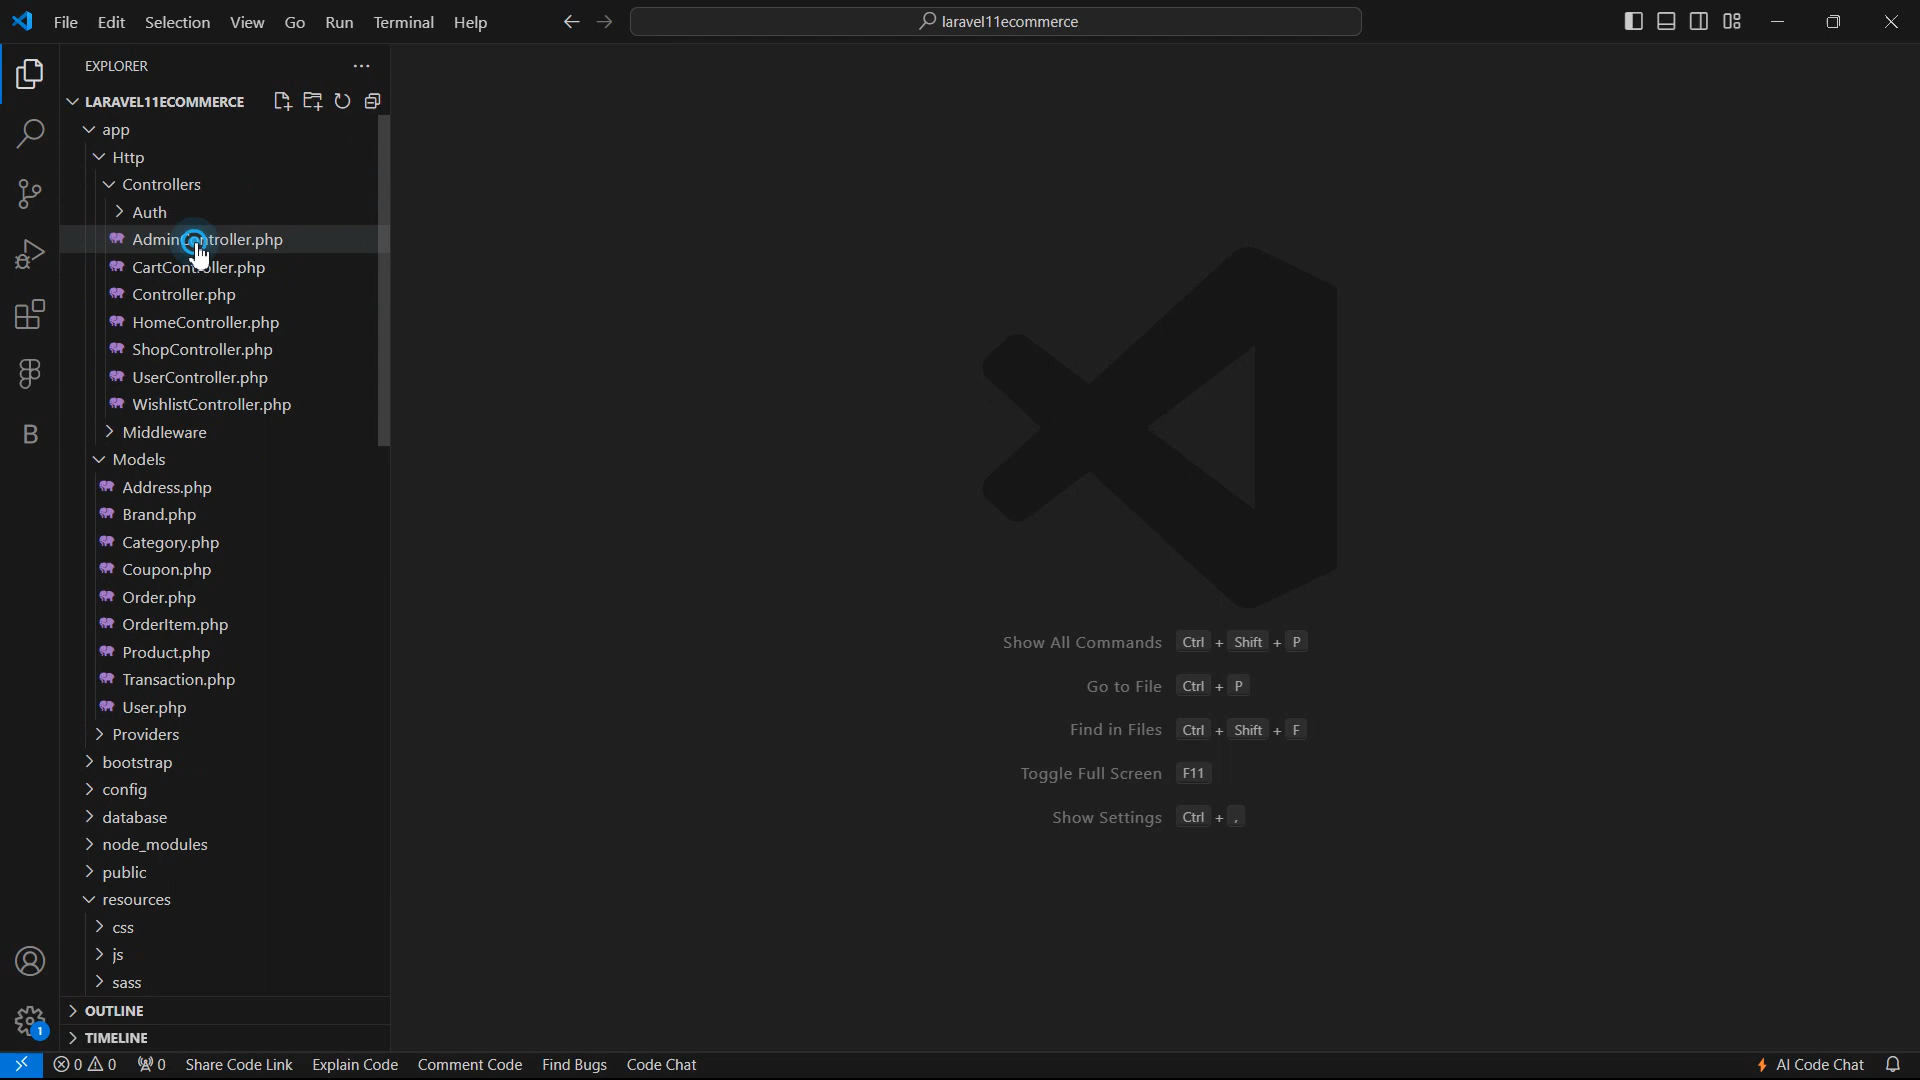 File Edit Selection View Go Run Terminal Help
laravel11ecommerce
EXPLORER
LARAVEL11ECOMMERCE
app
Http
Controllers
Auth
AdminController.php
CartController.php
Controller.php
HomeController.php
ShopController.php
UserController.php
WishlistController.php
Middleware
Models
Address.php
Brand.php
Category.php
Coupon.php
Order.php
OrderItem.php
Product.php
Transaction.php
User.php
Providers
bootstrap
config
database
node_modules
public
resources
css
js
sass
OUTLINE
TIMELINE
B
1
Show All Commands Ctrl + Shift + P
Go to File Ctrl + P
Find in Files Ctrl + Shift + F
Toggle Full Screen F11
Show Settings Ctrl + ,
0 0 0 Share Code Link Explain Code Comment Code Find Bugs Code Chat AI Code Chat